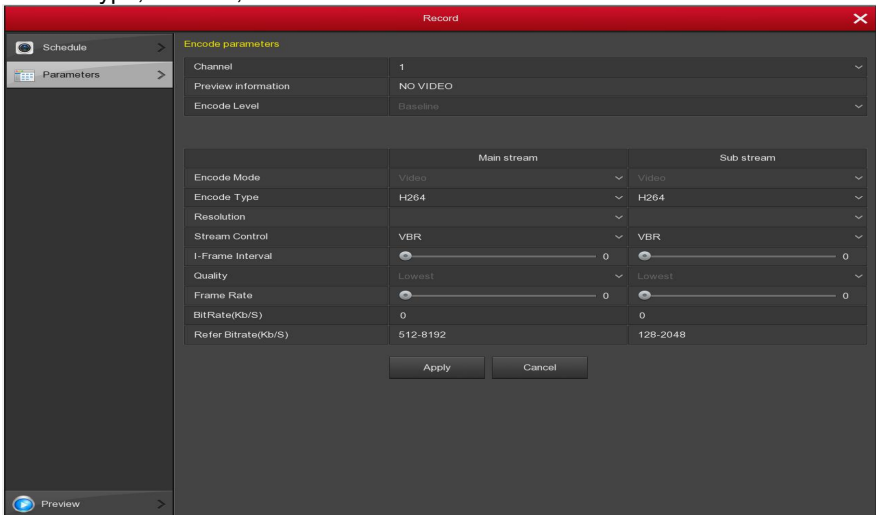 Record
Schedule >
Parameters >
Encode parameters
Channel 1
Preview information NO VIDEO
Encode Level Baseline
Main stream Sub stream
Encode Mode Video Video
Encode Type H264 H264
Resolution
Stream Control VBR VBR
I-Frame Interval 0 0
Quality Lowest Lowest
Frame Rate 0 0
BitRate(Kb/S) 0 0
Refer Bitrate(Kb/S) 512-8192 128-2048
Apply Cancel
Preview >